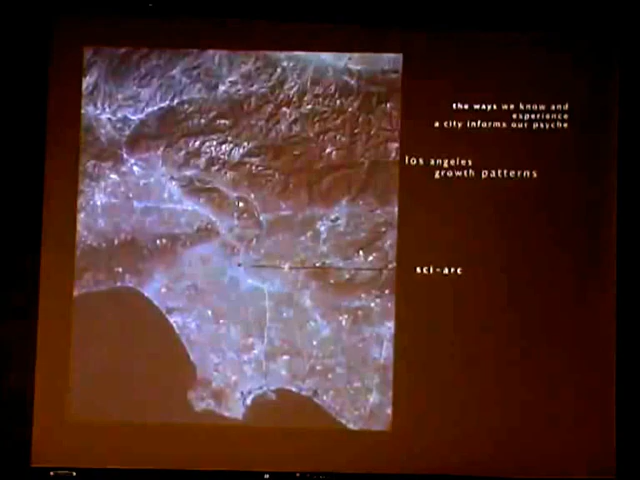 the ways we know and
experience
a city informs our psyche
los angeles
growth patterns
sci-arc